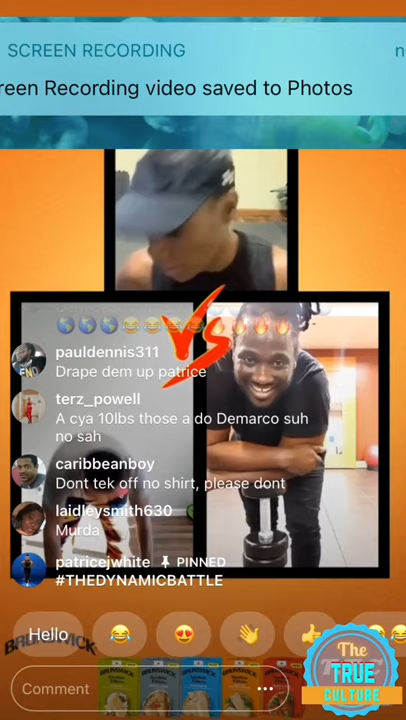 SCREEN RECORDING
reen Recording video saved to Photos
VS
pauldennis311
Drape dem up patrice
terz_powell
A cya 10lbs those a do Demarco suh
no sah
caribbeanboy
Dont tek off no shirt, please dont
laidleysmith630
Murda
patricejwhite PINNED
#THEDYNAMICBATTLE
Hello
BRUNSWICK
Comment
The
TRUE
CULTURE